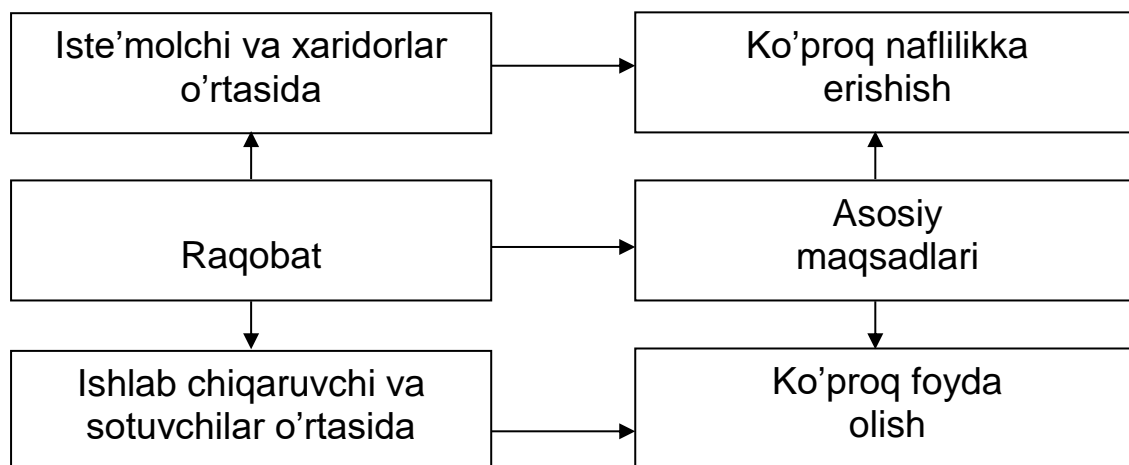 Iste’molchi va xaridorlar
o’rtasida
Ko’proq naflilikka
erishish
Raqobat
Asosiy
maqsadlari
Ishlab chiqaruvchi va
sotuvchilar o’rtasida
Ko’proq foyda
olish